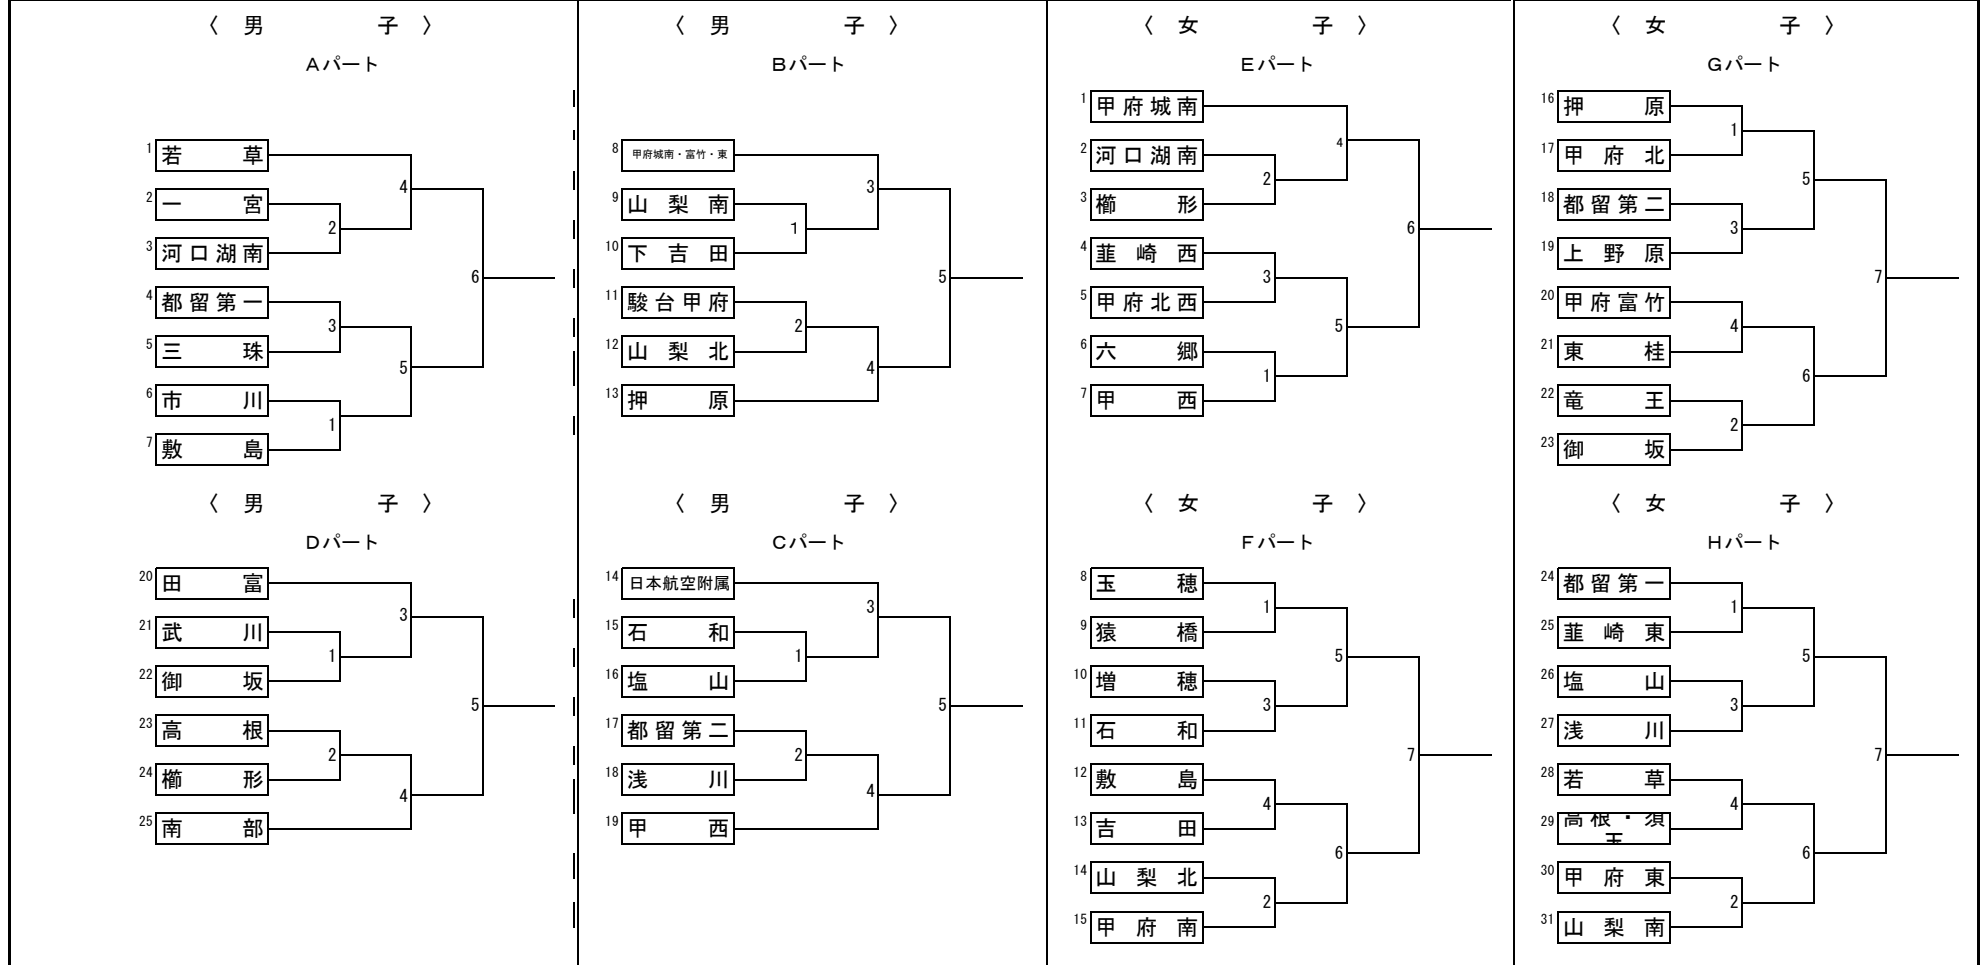 〈 男 子 〉
Aパート
1 若草
2 一宮
3 河口湖南
4 都留第一
5 三珠
6 市川
7 敷島
4
2
6
3
5
1
〈 男 子 〉
Bパート
8 甲府城南・富竹・東
9 山梨南
10 下吉田
11 駿台甲府
12 山梨北
13 押原
3
1
5
2
4
〈 女 子 〉
Eパート
1 甲府城南
2 河口湖南
3 櫛形
4 韮崎西
5 甲府北西
6 六郷
7 甲西
4
2
6
3
5
1
〈 女 子 〉
Gパート
16 押原
17 甲府北
18 都留第二
19 上野原
20 甲府富竹
21 東桂
22 竜王
23 御坂
1
5
3
7
4
6
2
〈 男 子 〉
Dパート
20 田富
21 武川
22 御坂
23 高根
24 櫛形
25 南部
3
1
5
2
4
〈 男 子 〉
Cパート
14 日本航空附属
15 石和
16 塩山
17 都留第二
18 浅川
19 甲西
3
1
5
2
4
〈 女 子 〉
Fパート
8 玉穂
9 猿橋
10 増穂
11 石和
12 敷島
13 吉田
14 山梨北
15 甲府南
1
5
3
7
4
6
2
〈 女 子 〉
Hパート
24 都留第一
25 韮崎東
26 塩山
27 浅川
28 若草
29 高根・須玉
30 甲府東
31 山梨南
1
5
3
7
4
6
2